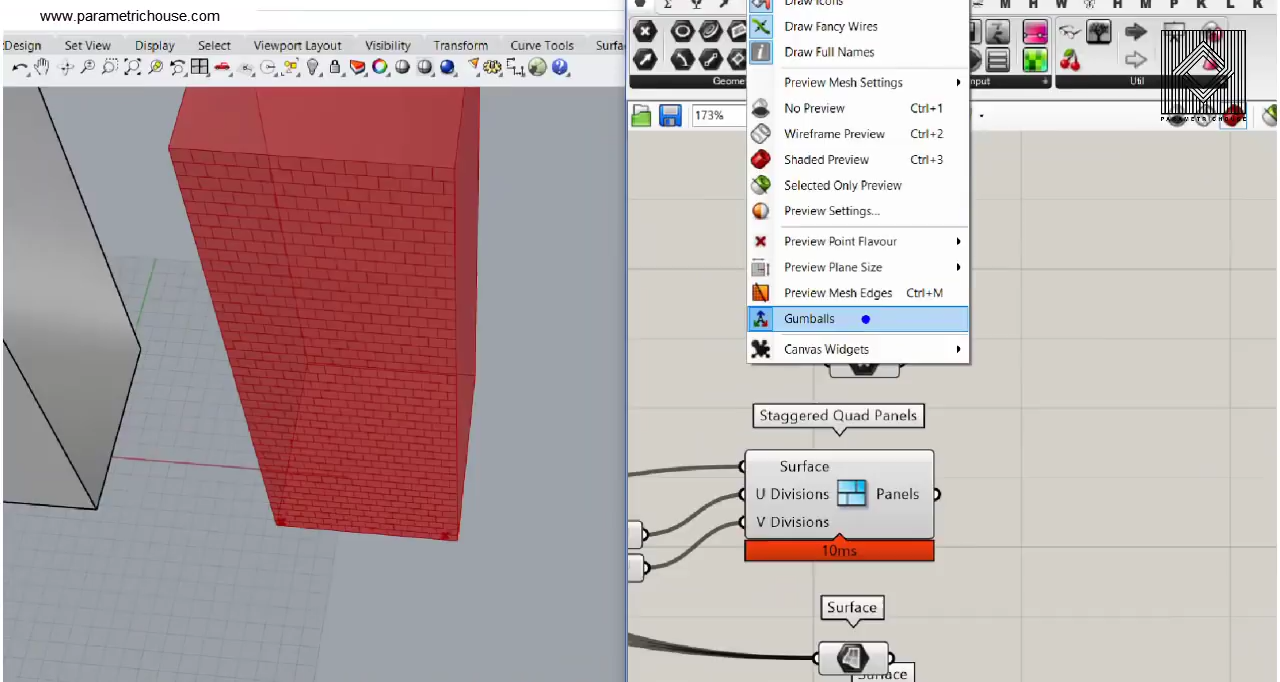 www.parametrichouse.com
Design Set View Display Select Viewport Layout Visibility Transform Curve Tools Surfa
Draw Icons
Draw Fancy Wires
Draw Full Names
Preview Mesh Settings
No Preview Ctrl+1
Wireframe Preview Ctrl+2
Shaded Preview Ctrl+3
Selected Only Preview
Preview Settings...
Preview Point Flavour
Preview Plane Size
Preview Mesh Edges Ctrl+M
Gumballs
Canvas Widgets
M H W H M P K L K
Geome
nput
Util
PARAMETRICHOUSE
173%
Staggered Quad Panels
Surface
U Divisions
V Divisions
Panels
10ms
Surface
Surface